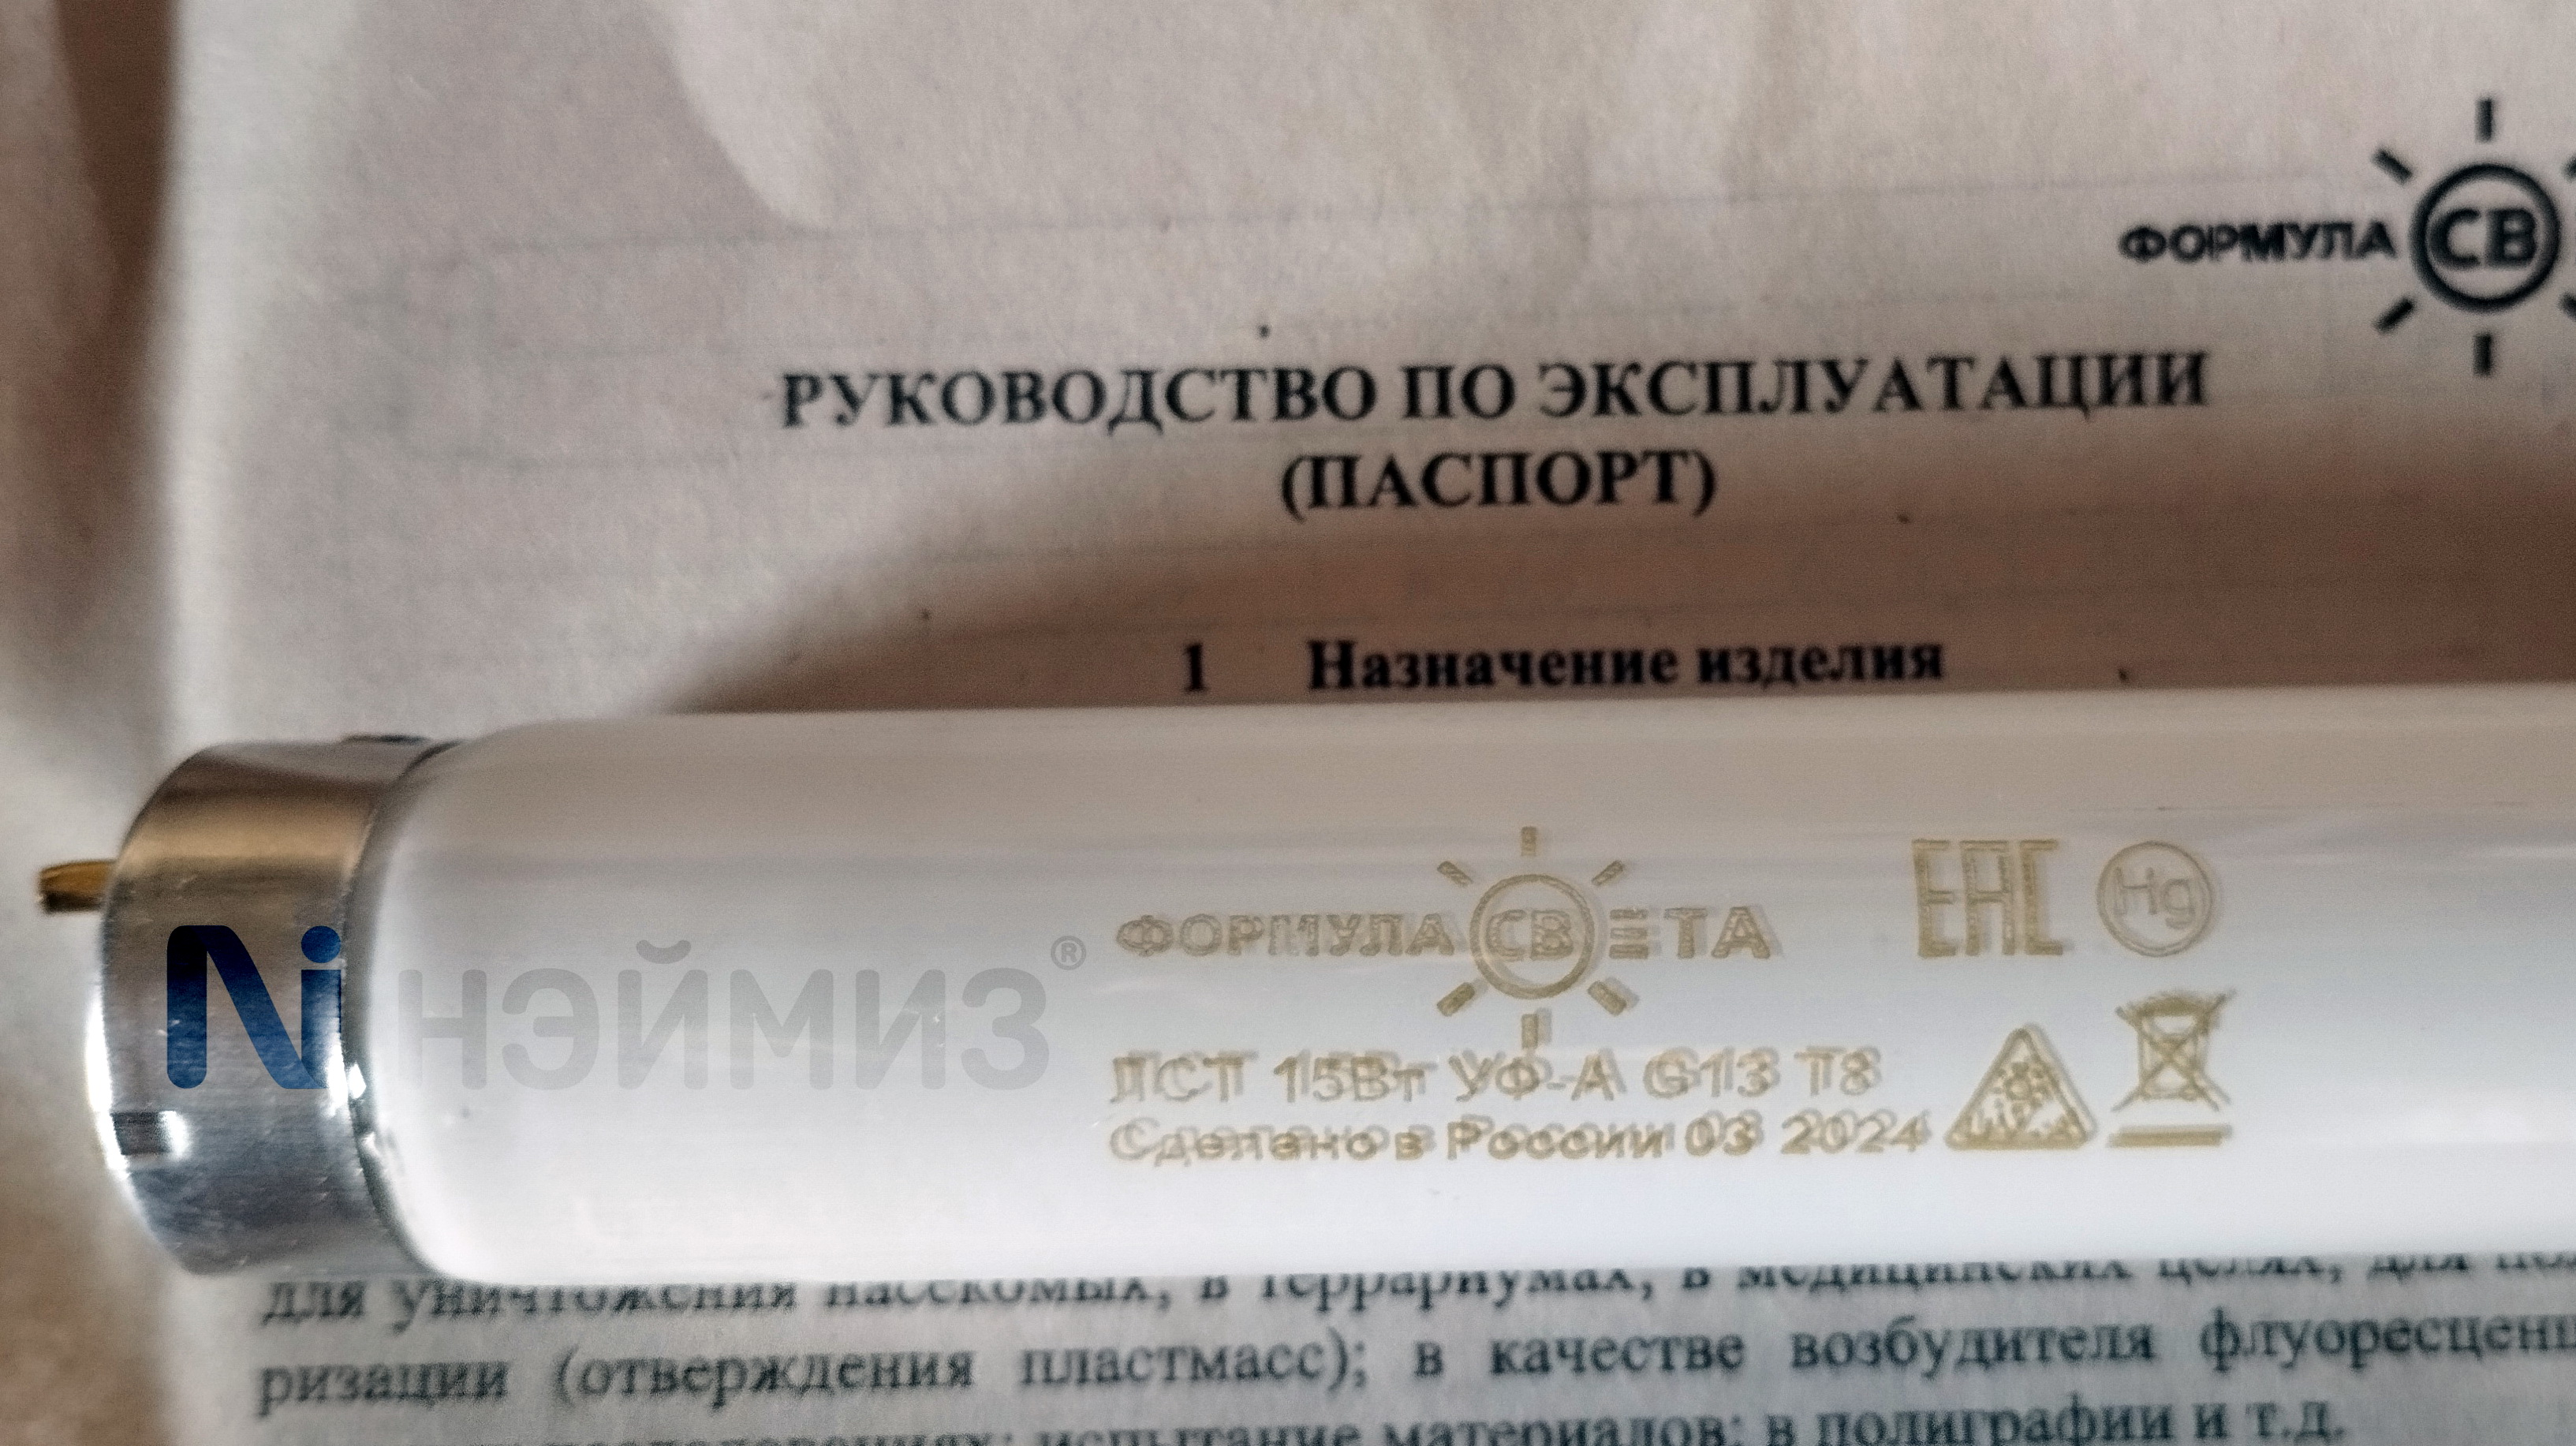 ФОРМУЛА СВ
РУКОВОДСТВО ПО ЭКСПЛУАТАЦИИ
(ПАСПОРТ)
1 Назначение изделия
ФОРМУЛА СВЕТА
EAC
Hg
Ni НЭЙМИЗ®
ЛСТ 15Вт УФ-А G13 T8
Сделано в России 03 2024
для уничтожения насекомых, в террариумах, в медицинских целях, для
ризации (отверждения пластмасс); в качестве возбудителя флуоресцен
испытание материалов; в полиграфии и т.д.